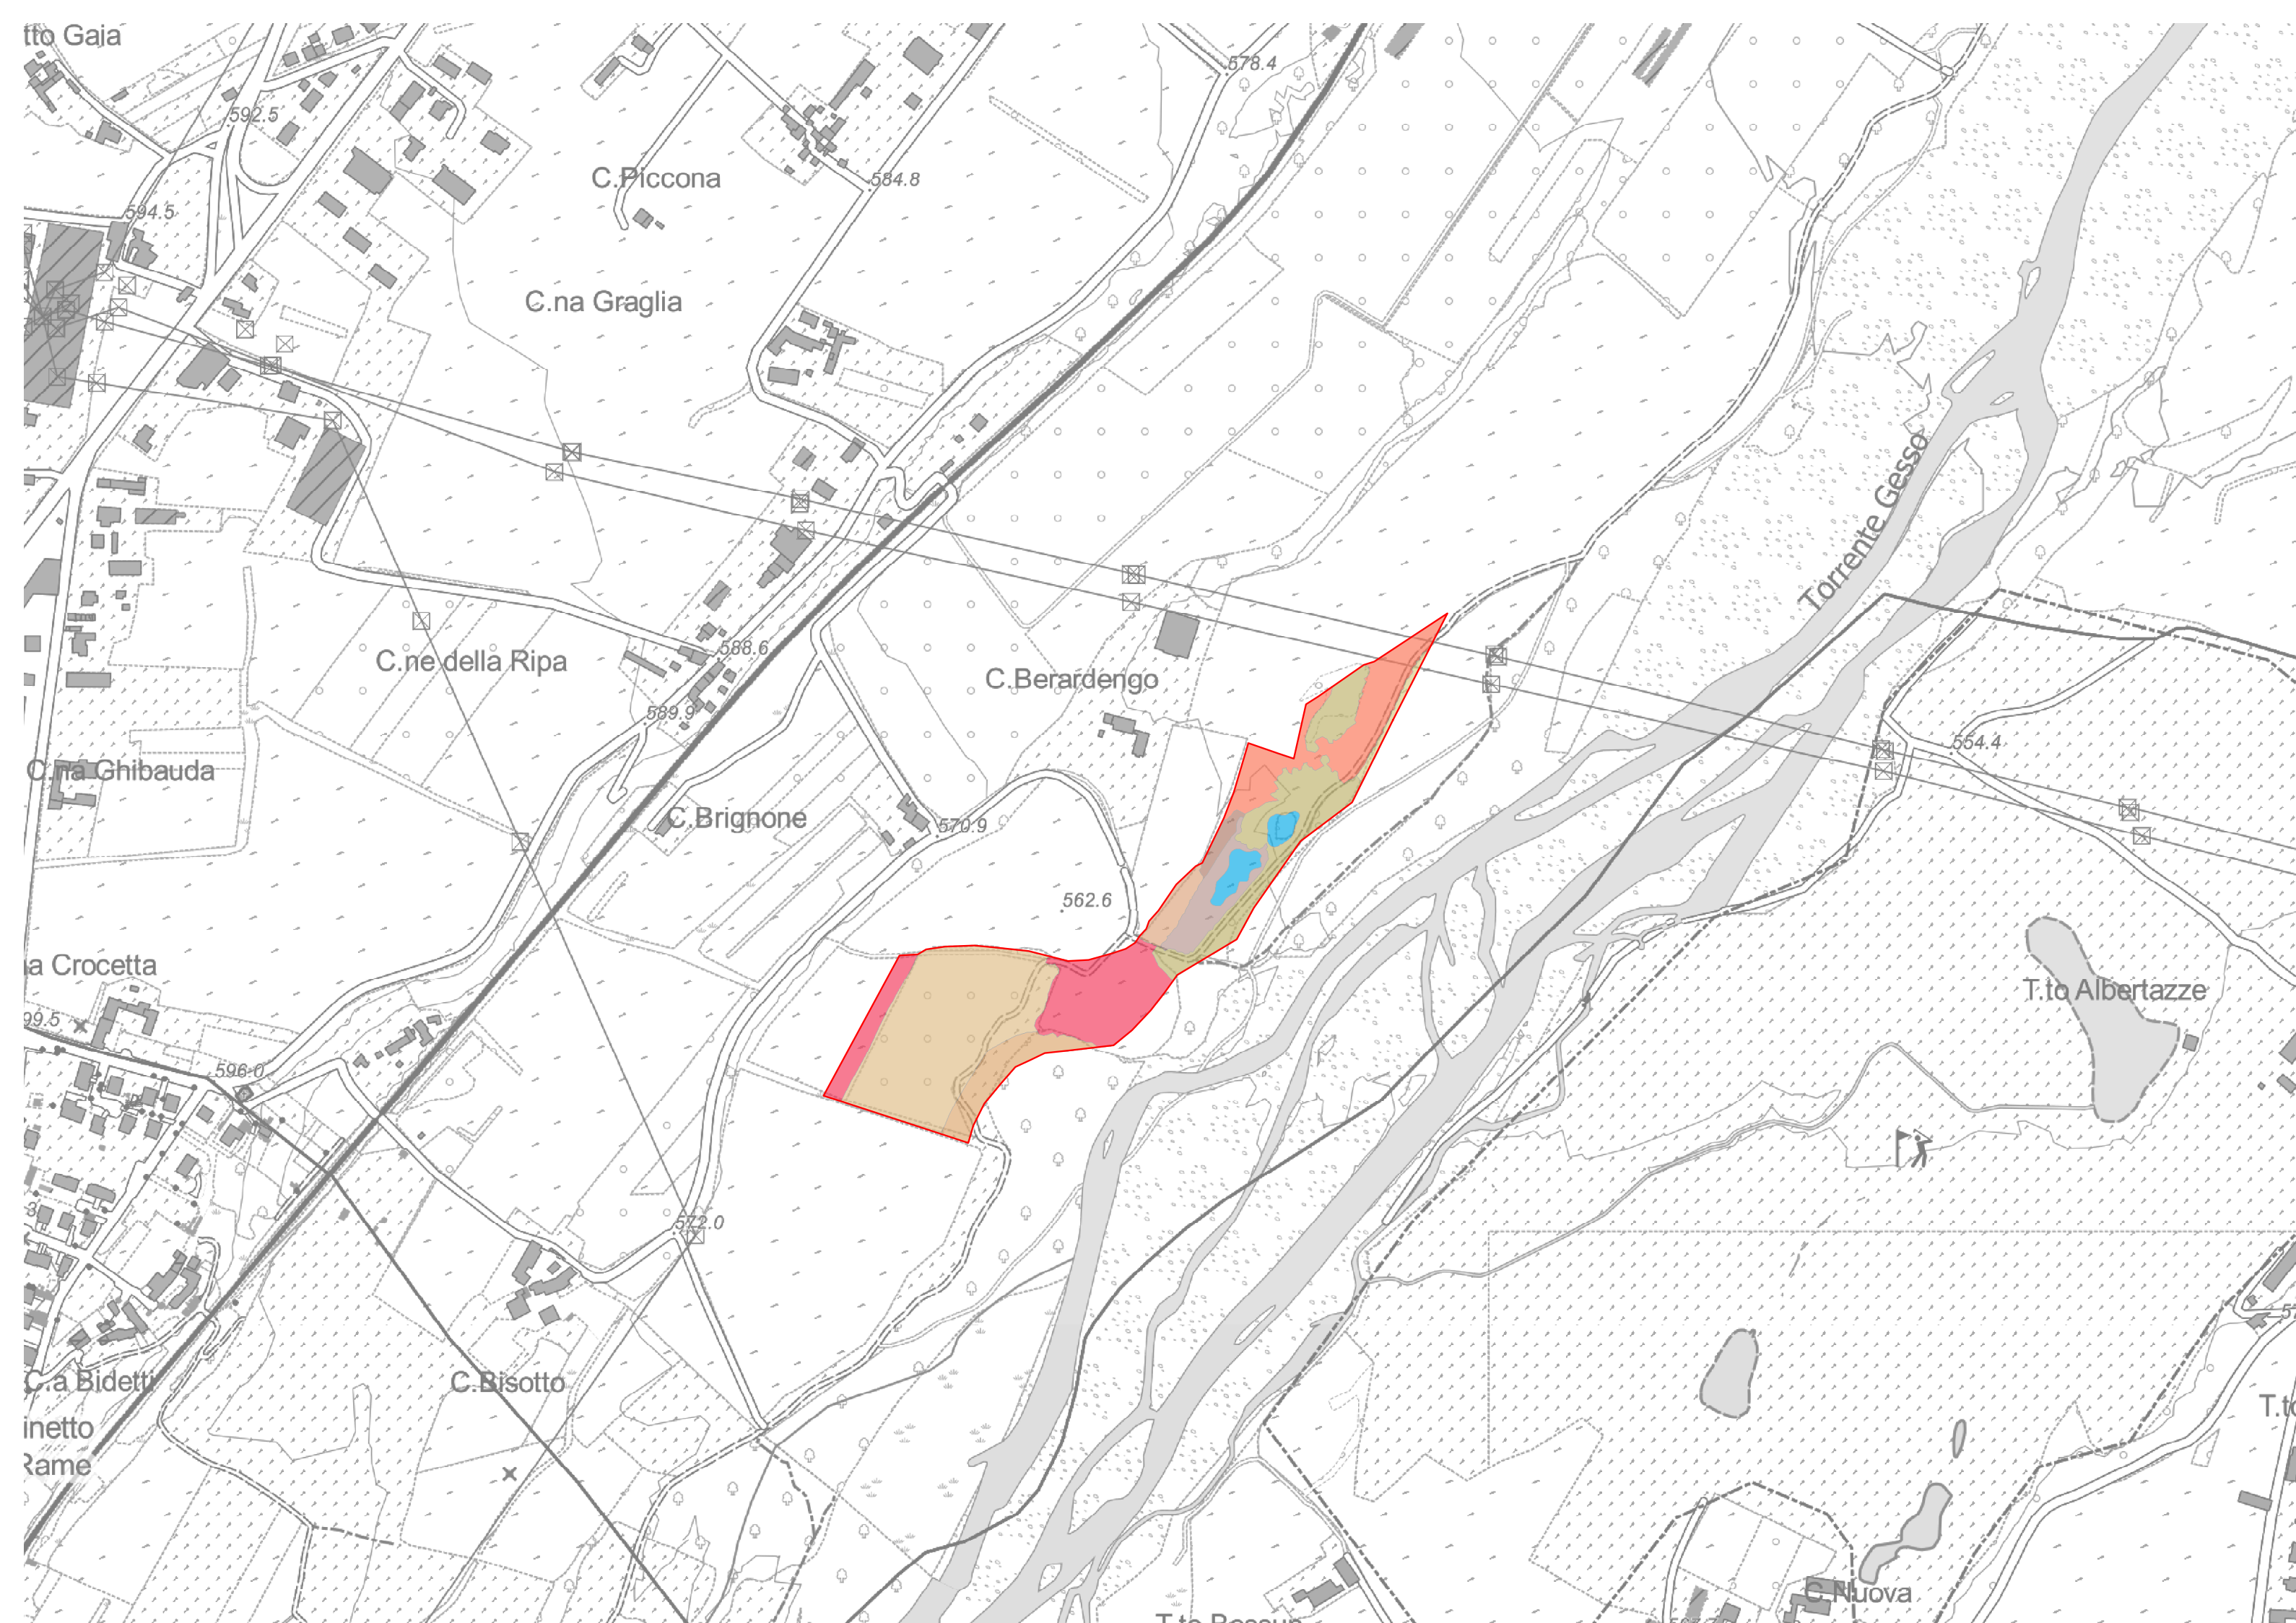 tto Gaia
578.4
592.5
C.Piccona
584.8
594.5
C.na Graglia
Torrente Gesso
588.6
C.ne della Ripa
C.Berardengo
589.9
554.4
C.na Ghibauda
C.Brignone
570.9
562.6
a Crocetta
T.to Albertazze
99.5
596.0
572.0
C.a Bidetti
C.Bisotto
T.to
inetto
Rame
C.Nuova